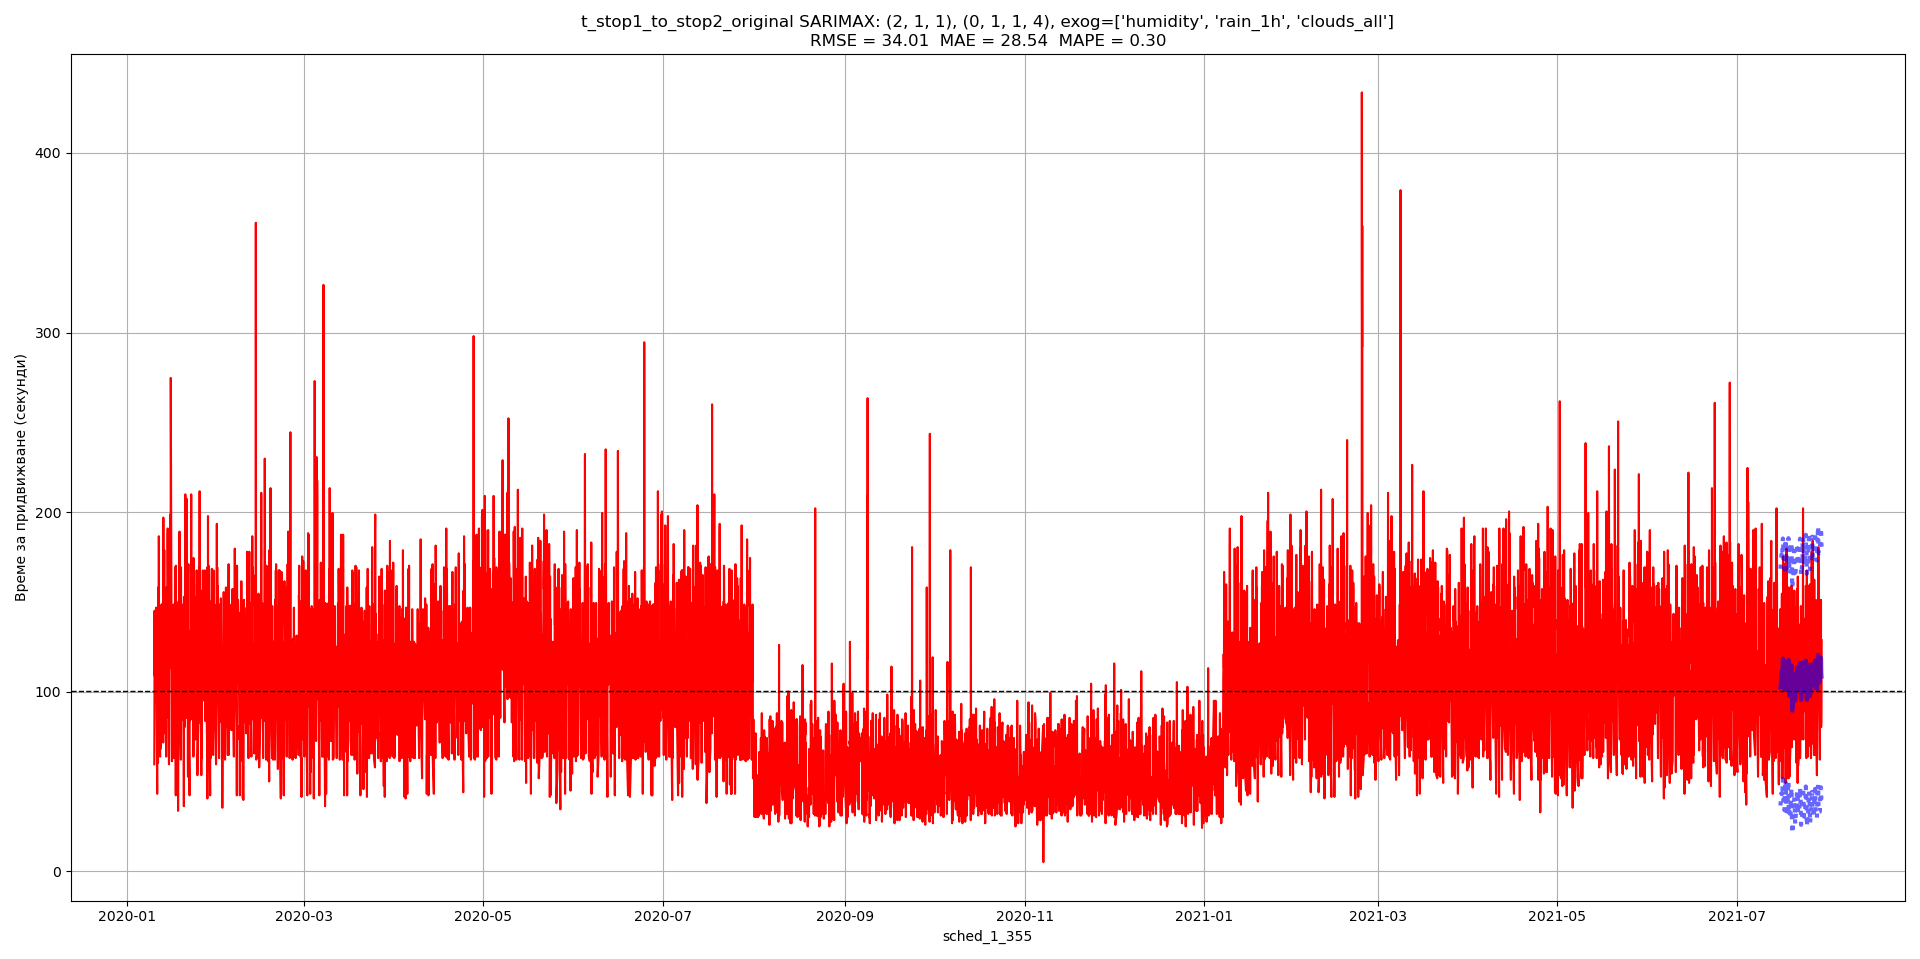 t_stop1_to_stop2_original SARIMAX: (2, 1, 1), (0, 1, 1, 4), exog=['humidity', 'rain_1h', 'clouds_all']
RMSE = 34.01  MAE = 28.54  MAPE = 0.30
Време за придвижване (секунди)
400
300
200
100
0
2020-01 2020-03 2020-05 2020-07 2020-09 2020-11 2021-01 2021-03 2021-05 2021-07
sched_1_355